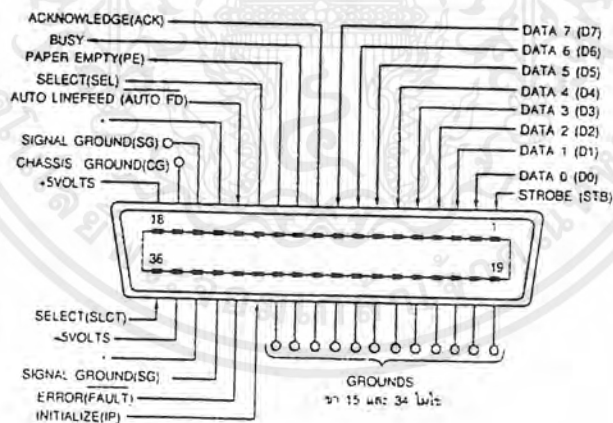 ACKNOWLEDGE(ACK)
BUSY
PAPER EMPTY(PE)
SELECT(SEL)
AUTO LINEFEED (AUTO FD)
SIGNAL GROUND(SG)
CHASSIS GROUND(CG)
+5VOLTS
DATA 7 (D7)
DATA 6 (D6)
DATA 5 (D5)
DATA 4 (D4)
DATA 3 (D3)
DATA 2 (D2)
DATA 1 (D1)
DATA 0 (D0)
STROBE (STB)
18
1
36
19
SELECT(SLCT)
+5VOLTS
SIGNAL GROUND(SG)
ERROR(FAULT)
INITIALIZE(IP)
GROUNDS
ขา 15 และ 34 ไม่ใช้